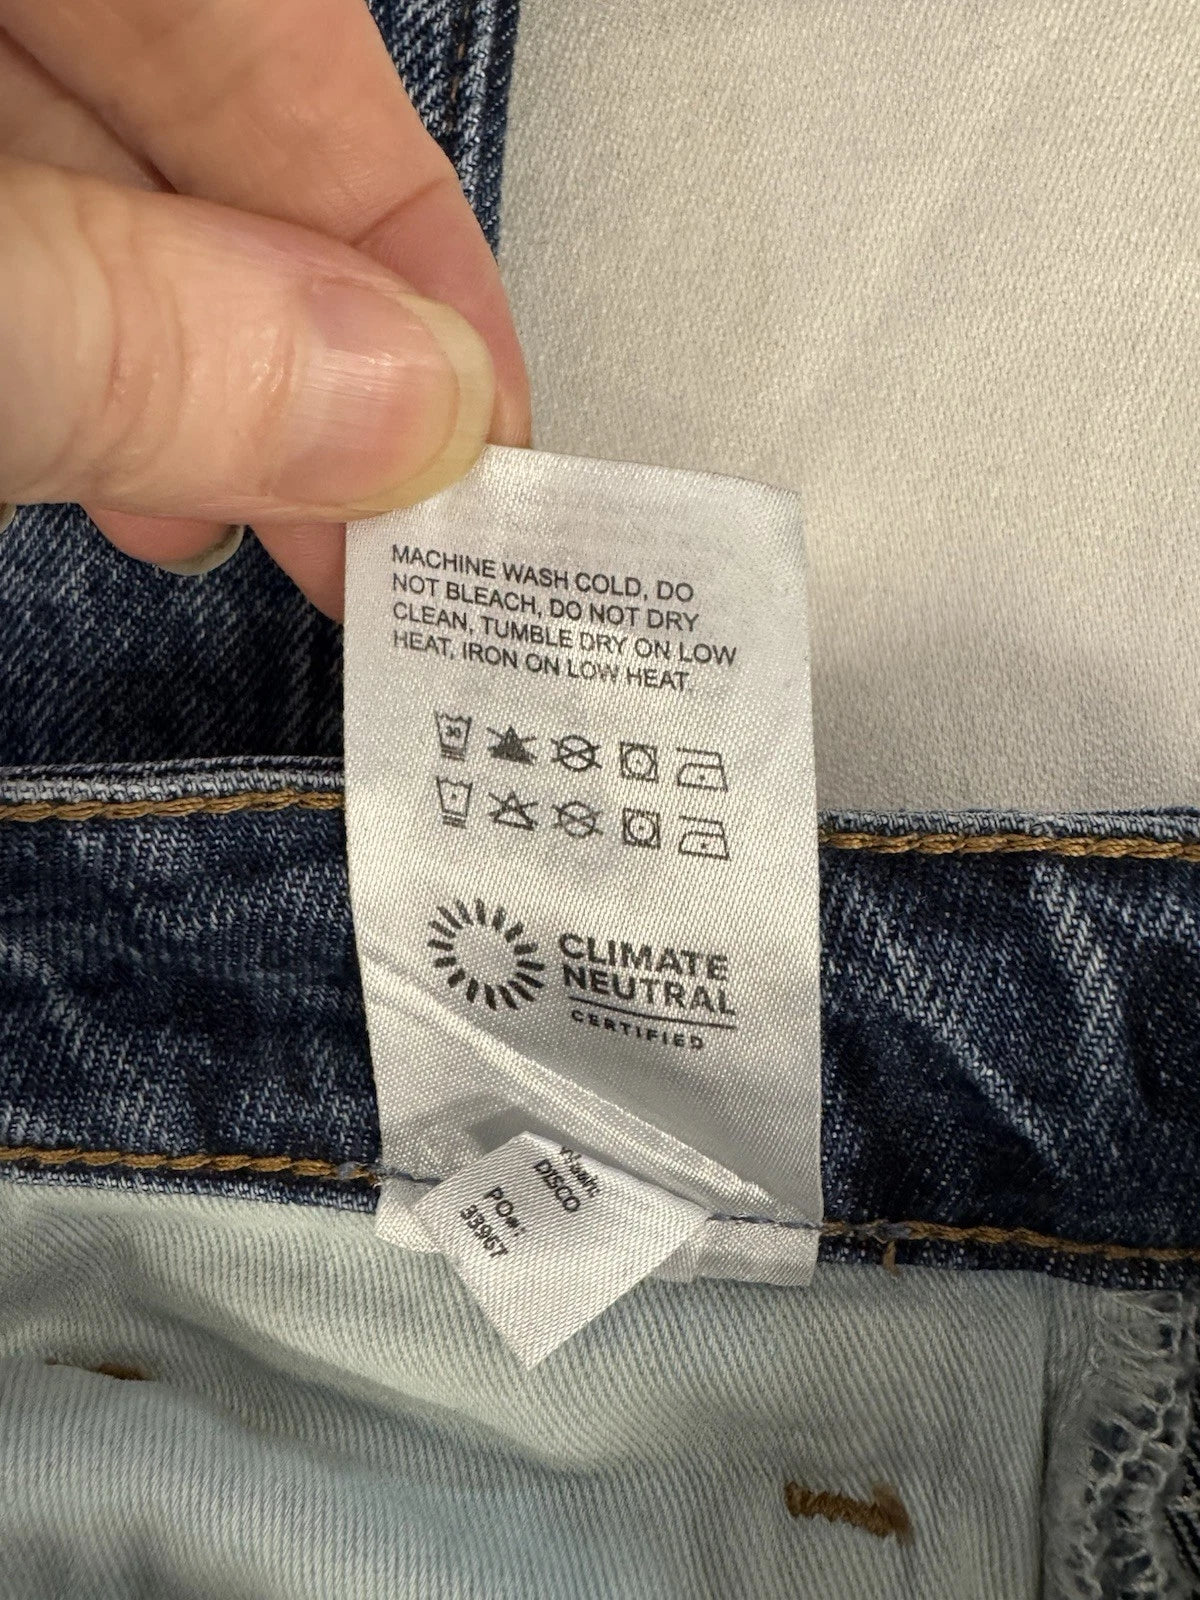 MACHINE WASH COLD, DO
NOT BLEACH, DO NOT DRY
CLEAN, TUMBLE DRY ON LOW
HEAT, IRON ON LOW HEAT.
30
CLIMATE
NEUTRAL
CERTIFIED
DISCO
PO#:
33967